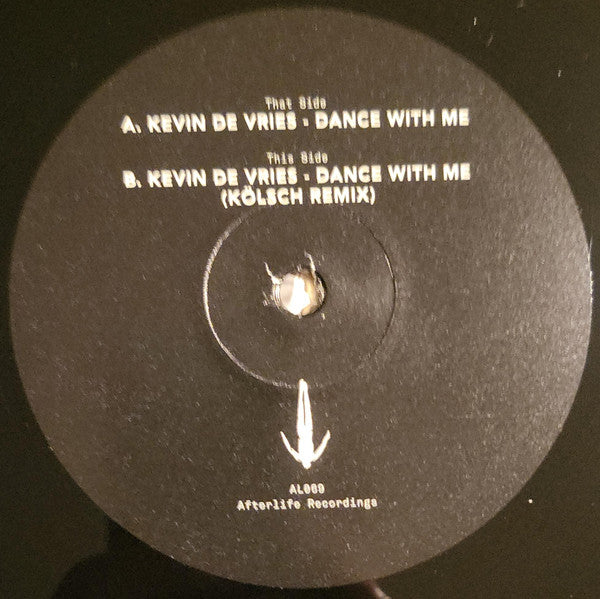 That Side
A. KEVIN DE VRIES - DANCE WITH ME
This Side
B. KEVIN DE VRIES - DANCE WITH ME
(KÖLSCH REMIX)
AL069
Afterlife Recordings